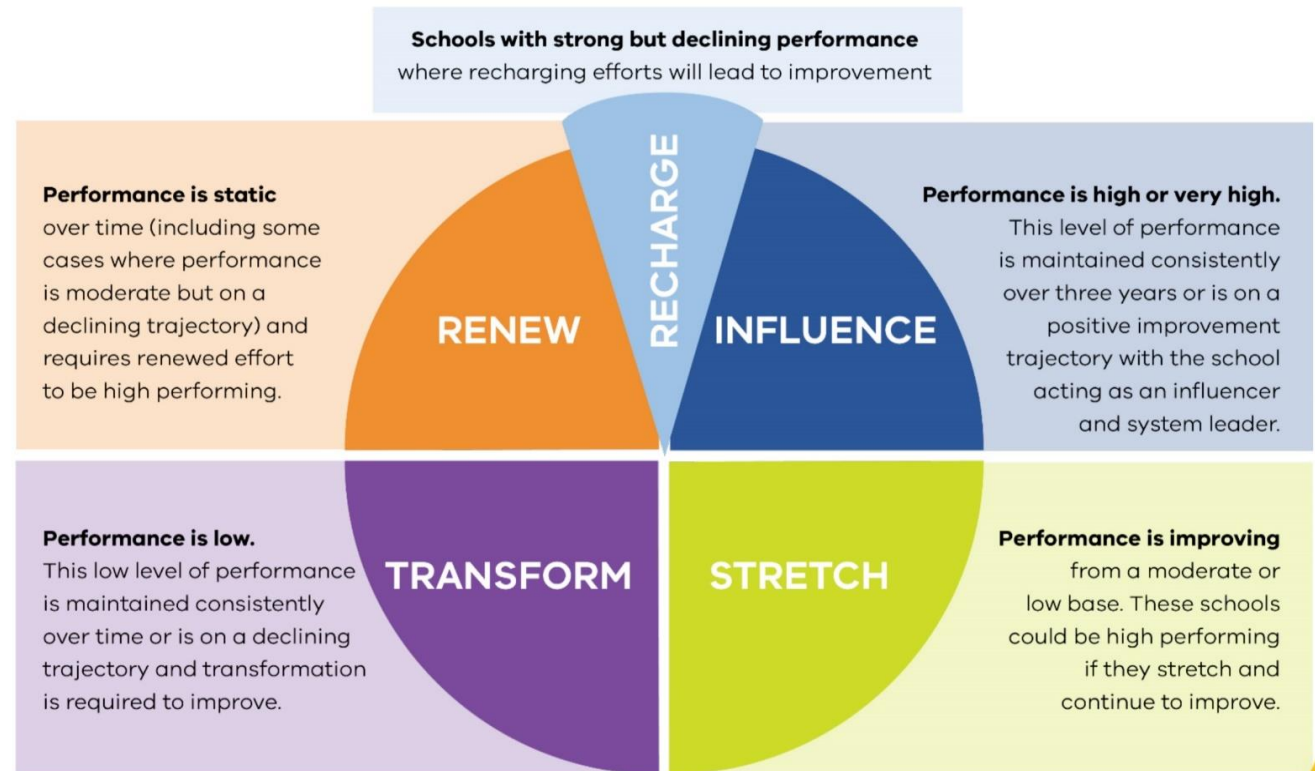 Schools with strong but declining performance
where recharging efforts will lead to improvement
Performance is static
over time (including some
cases where performance
is moderate but on a
declining trajectory) and
requires renewed effort
to be high performing.
RENEW
RECHARGE
INFLUENCE
Performance is high or very high.
This level of performance
is maintained consistently
over three years or is on a
positive improvement
trajectory with the school
acting as an influencer
and system leader.
Performance is low.
This low level of performance
is maintained consistently
over time or is on a declining
trajectory and transformation
is required to improve.
TRANSFORM
STRETCH
Performance is improving
from a moderate or
low base. These schools
could be high performing
if they stretch and
continue to improve.